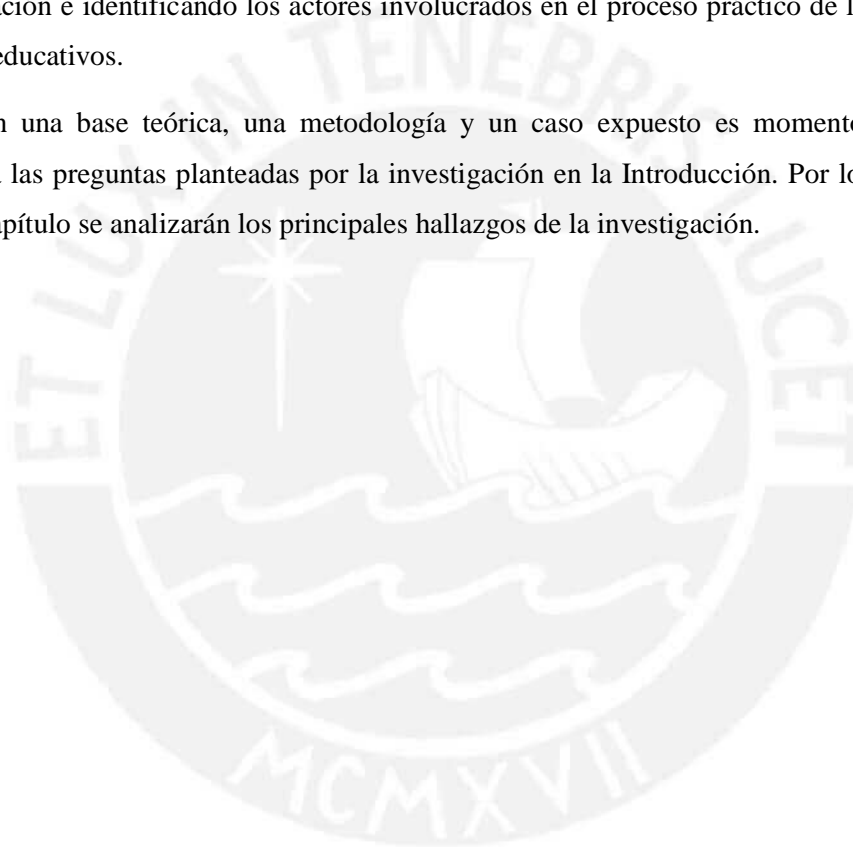 ación e identificando los actores involucrados en el proceso práctico de l
educativos.
n una base teórica, una metodología y un caso expuesto es momento
las preguntas planteadas por la investigación en la Introducción. Por lo
apítulo se analizarán los principales hallazgos de la investigación.
ET LUX IN TENEBRIS LUCET
MCMXVII